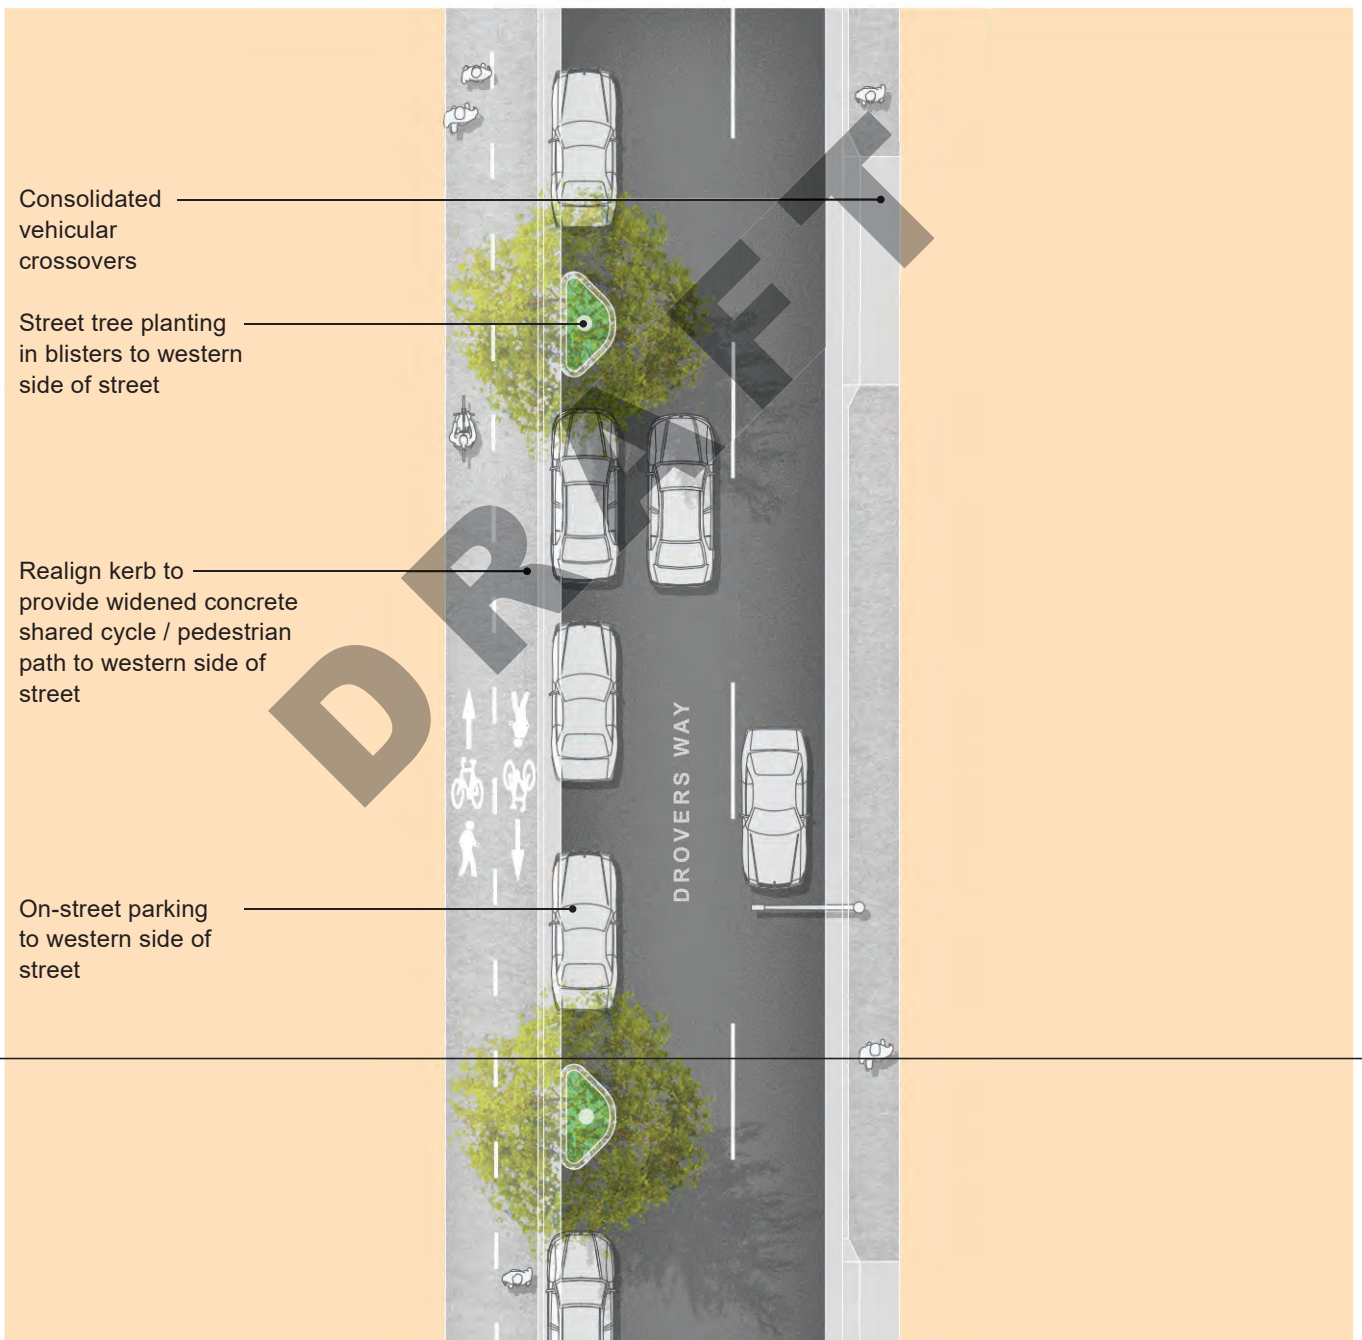 Consolidated
vehicular
crossovers
Street tree planting
in blisters to western
side of street
Realign kerb to
provide widened concrete
shared cycle / pedestrian
path to western side of
street
On-street parking
to western side of
street
DROVERS WAY
DRAFT